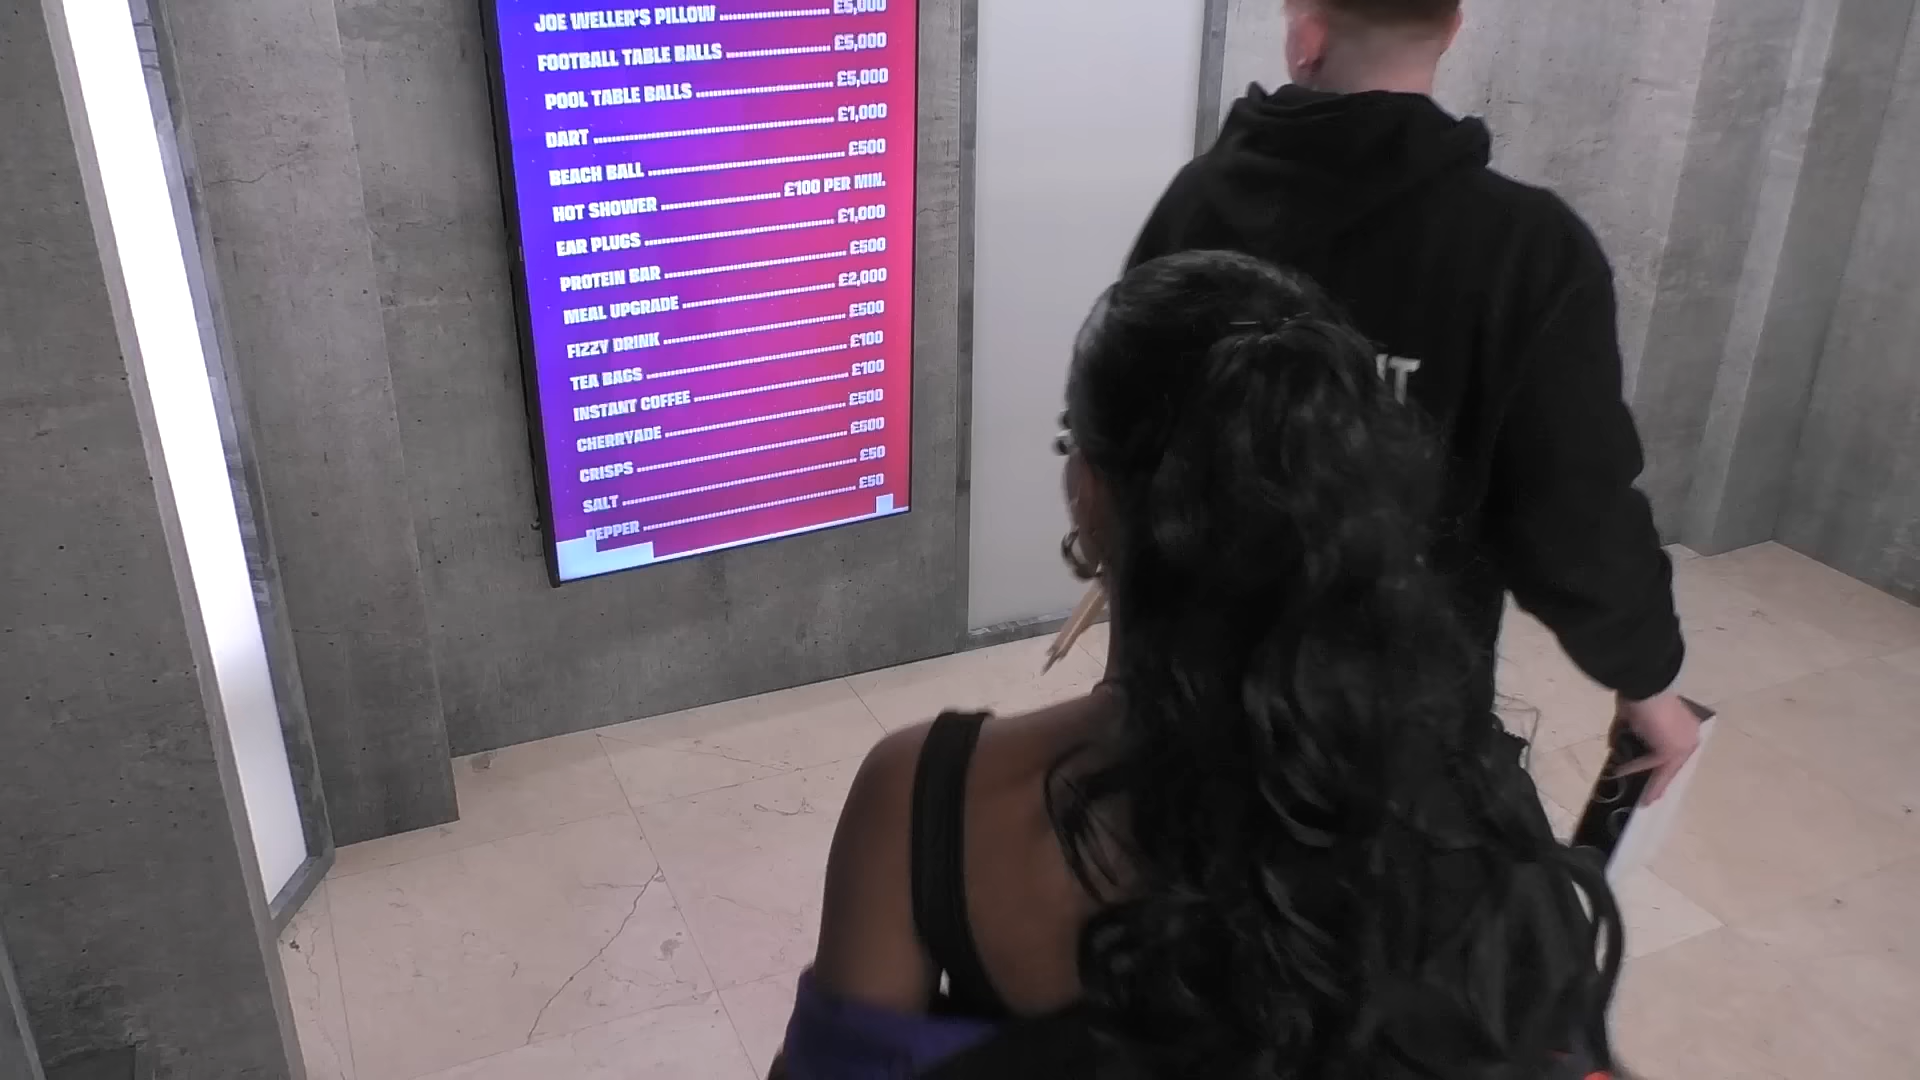 JOE WELLER'S PILLOW ........ £5,000
FOOTBALL TABLE BALLS ........ £5,000
POOL TABLE BALLS ........ £5,000
DART ........ £1,000
BEACH BALL ........ £500
HOT SHOWER ........ £100 PER MIN.
EAR PLUGS ........ £1,000
PROTEIN BAR ........ £500
MEAL UPGRADE ........ £2,000
FIZZY DRINK ........ £500
TEA BAGS ........ £100
INSTANT COFFEE ........ £100
CHERRYADE ........ £500
CRISPS ........ £500
SALT ........ £50
PEPPER ........ £50